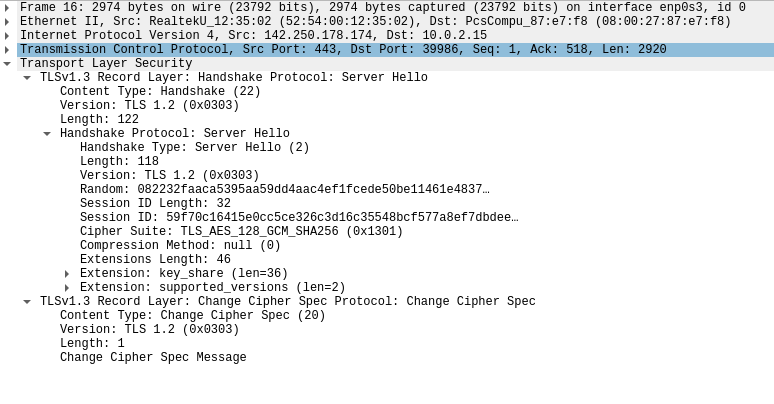 Frame 16: 2974 bytes on wire (23792 bits), 2974 bytes captured (23792 bits) on interface enp0s3, id 0
Ethernet II, Src: RealtekU_12:35:02 (52:54:00:12:35:02), Dst: PcsCompu_87:e7:f8 (08:00:27:87:e7:f8)
Internet Protocol Version 4, Src: 142.250.178.174, Dst: 10.0.2.15
Transmission Control Protocol, Src Port: 443, Dst Port: 39986, Seq: 1, Ack: 518, Len: 2920
Transport Layer Security
TLSv1.3 Record Layer: Handshake Protocol: Server Hello
Content Type: Handshake (22)
Version: TLS 1.2 (0x0303)
Length: 122
Handshake Protocol: Server Hello
Handshake Type: Server Hello (2)
Length: 118
Version: TLS 1.2 (0x0303)
Random: 082232faaca5395aa59dd4aac4ef1fcede50be11461e4837…
Session ID Length: 32
Session ID: 59f70c16415e0cc5ce326c3d16c35548bcf577a8ef7dbdee…
Cipher Suite: TLS_AES_128_GCM_SHA256 (0x1301)
Compression Method: null (0)
Extensions Length: 46
Extension: key_share (len=36)
Extension: supported_versions (len=2)
TLSv1.3 Record Layer: Change Cipher Spec Protocol: Change Cipher Spec
Content Type: Change Cipher Spec (20)
Version: TLS 1.2 (0x0303)
Length: 1
Change Cipher Spec Message